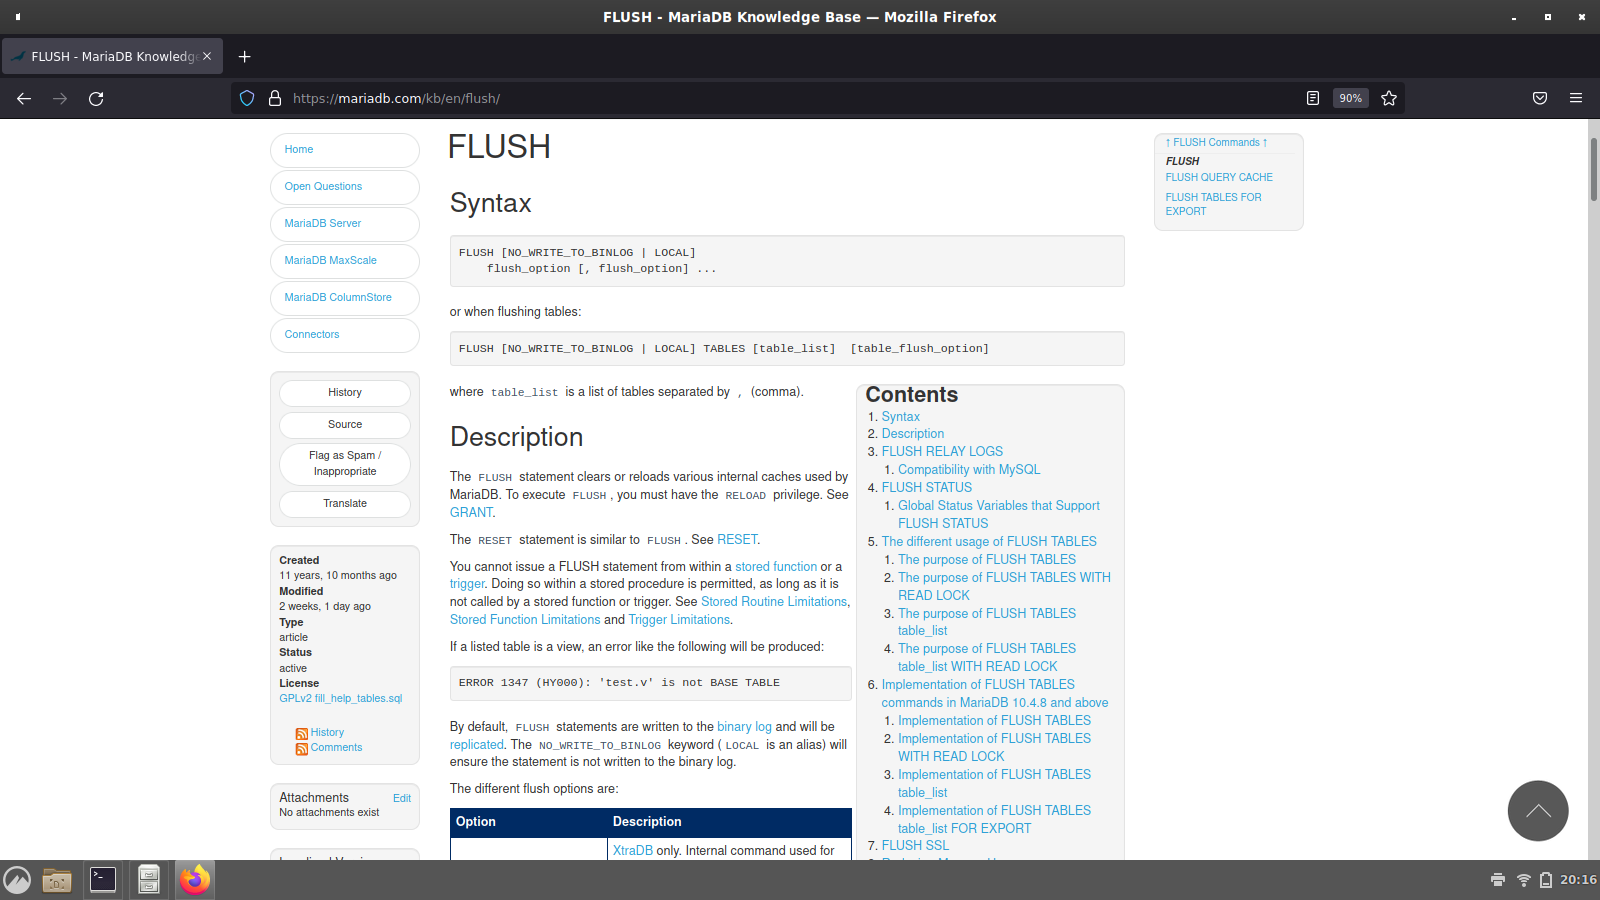 FLUSH - MariaDB Knowledge Base — Mozilla Firefox
FLUSH - MariaDB Knowledge
https://mariadb.com/kb/en/flush/
90%
Home
Open Questions
MariaDB Server
MariaDB MaxScale
MariaDB ColumnStore
Connectors
History
Source
Flag as Spam /
Inappropriate
Translate
Created
11 years, 10 months ago
Modified
2 weeks, 1 day ago
Type
article
Status
active
License
GPLv2 fill_help_tables.sql
History
Comments
Attachments
Edit
No attachments exist
FLUSH
Syntax
FLUSH [NO_WRITE_TO_BINLOG | LOCAL]
flush_option [, flush_option] ...
or when flushing tables:
FLUSH [NO_WRITE_TO_BINLOG | LOCAL] TABLES [table_list]  [table_flush_option]
where table_list is a list of tables separated by , (comma).
Description
The FLUSH statement clears or reloads various internal caches used by
MariaDB. To execute FLUSH, you must have the RELOAD privilege. See
GRANT.
The RESET statement is similar to FLUSH. See RESET.
You cannot issue a FLUSH statement from within a stored function or a
trigger. Doing so within a stored procedure is permitted, as long as it is
not called by a stored function or trigger. See Stored Routine Limitations,
Stored Function Limitations and Trigger Limitations.
If a listed table is a view, an error like the following will be produced:
ERROR 1347 (HY000): 'test.v' is not BASE TABLE
By default, FLUSH statements are written to the binary log and will be
replicated. The NO_WRITE_TO_BINLOG keyword (LOCAL is an alias) will
ensure the statement is not written to the binary log.
The different flush options are:
Option
Description
XtraDB only. Internal command used for
Contents
1. Syntax
2. Description
3. FLUSH RELAY LOGS
1. Compatibility with MySQL
4. FLUSH STATUS
1. Global Status Variables that Support
FLUSH STATUS
5. The different usage of FLUSH TABLES
1. The purpose of FLUSH TABLES
2. The purpose of FLUSH TABLES WITH
READ LOCK
3. The purpose of FLUSH TABLES
table_list
4. The purpose of FLUSH TABLES
table_list WITH READ LOCK
6. Implementation of FLUSH TABLES
commands in MariaDB 10.4.8 and above
1. Implementation of FLUSH TABLES
2. Implementation of FLUSH TABLES
WITH READ LOCK
3. Implementation of FLUSH TABLES
table_list
4. Implementation of FLUSH TABLES
table_list FOR EXPORT
7. FLUSH SSL
↑ FLUSH Commands ↑
FLUSH
FLUSH QUERY CACHE
FLUSH TABLES FOR
EXPORT
20:16